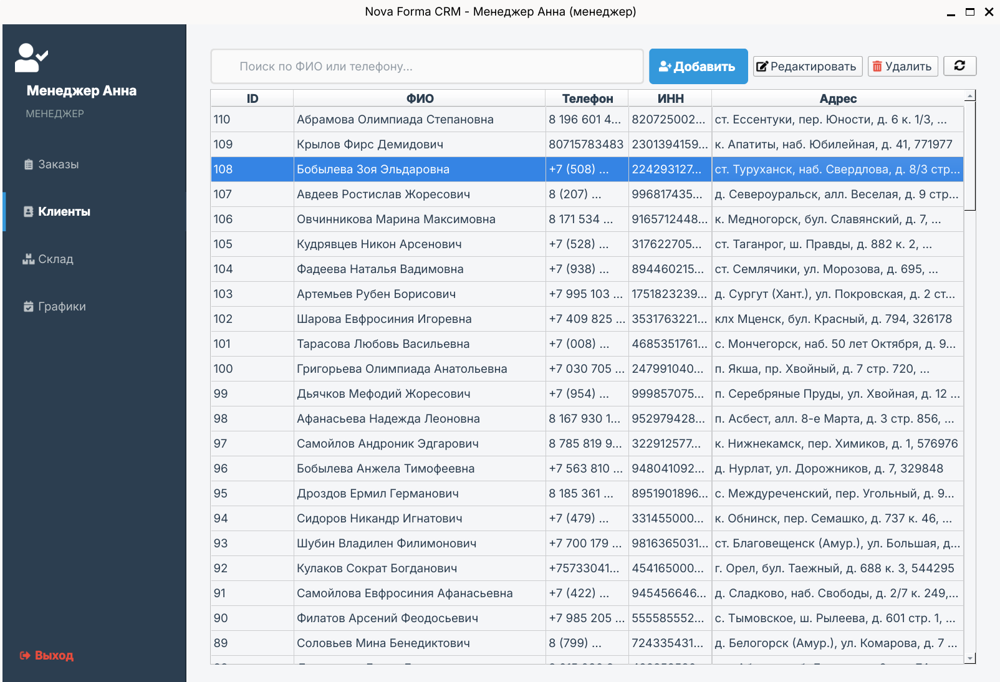 Nova Forma CRM - Менеджер Анна (менеджер)
Менеджер Анна
МЕНЕДЖЕР
Заказы
Клиенты
Склад
Графики
Выход
Поиск по ФИО или телефону...
Добавить
Редактировать
Удалить
ID ФИО Телефон ИНН Адрес
110 Абрамова Олимпиада Степановна 8 196 601 4... 820725002... ст. Ессентуки, пер. Юности, д. 6 к. 1/3, ...
109 Крылов Фирс Демидович 80715783483 2301394159... к. Апатиты, наб. Юбилейная, д. 41, 771977
108 Бобылева Зоя Эльдаровна +7 (508) ... 224293127... ст. Туруханск, наб. Свердлова, д. 8/3 стр...
107 Авдеев Ростислав Жоресович 8 (207) ... 996817435... д. Североуральск, алл. Веселая, д. 9 стр...
106 Овчинникова Марина Максимовна 8 171 534 ... 9165712448... к. Медногорск, бул. Славянский, д. 7, ...
105 Кудрявцев Никон Арсенович +7 (528) ... 317622705... ст. Таганрог, ш. Правды, д. 882 к. 2, ...
104 Фадеева Наталья Вадимовна +7 (938) ... 894460215... ст. Семлячики, ул. Морозова, д. 695, ...
103 Артемьев Рубен Борисович +7 995 103 ... 1751823239... д. Сургут (Хант.), ул. Покровская, д. 2 ст...
102 Шарова Евфросиния Игоревна +7 409 825 ... 3531763221... клх Мценск, бул. Красный, д. 794, 326178
101 Тарасова Любовь Васильевна +7 (008) ... 4685351761... с. Мончегорск, наб. 50 лет Октября, д. 9...
100 Григорьева Олимпиада Анатольевна +7 030 705 ... 247991040... п. Якша, пр. Хвойный, д. 7 стр. 720, ...
99 Дьячков Мефодий Жоресович +7 (954) ... 999857075... п. Серебряные Пруды, ул. Хвойная, д. 12 ...
98 Афанасьева Надежда Леоновна 8 167 930 1... 952979428... п. Асбест, алл. 8-е Марта, д. 3 стр. 856, ...
97 Самойлов Андроник Эдгарович 8 785 819 9... 322912577... к. Нижнекамск, пер. Химиков, д. 1, 576976
96 Бобылева Анжела Тимофеевна +7 563 810 ... 948041092... д. Нурлат, ул. Дорожников, д. 7, 329848
95 Дроздов Ермил Германович 8 185 361 ... 8951901896... с. Междуреченский, пер. Угольный, д. 9...
94 Сидоров Никандр Игнатович +7 (479) ... 331455000... к. Обнинск, пер. Семашко, д. 737 к. 46, ...
93 Шубин Владилен Филимонович +7 700 179 ... 9816365031... ст. Благовещенск (Амур.), ул. Большая, д...
92 Кулаков Сократ Богданович +75733041... 454165000... г. Орел, бул. Таежный, д. 688 к. 3, 544295
91 Самойлова Евфросиния Афанасьевна +7 (422) ... 945456646... д. Сладково, наб. Свободы, д. 2/7 к. 249,...
90 Филатов Арсений Феодосьевич +7 985 205 ... 555585552... с. Тымовское, ш. Рылеева, д. 601 стр. 1, ...
89 Соловьев Мина Бенедиктович 8 (799) ... 724335431... д. Белогорск (Амур.), ул. Комарова, д. 7 ...